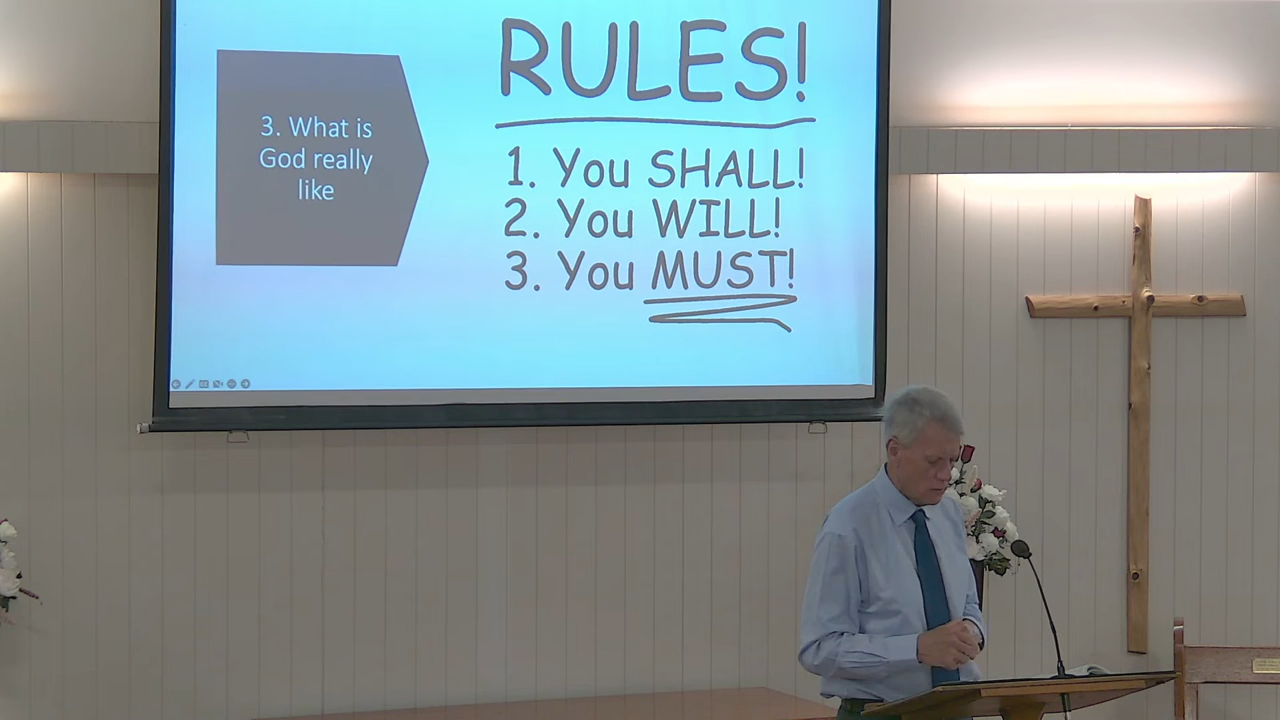 3. What is
God really
like
RULES!
1. You SHALL!
2. You WILL!
3. You MUST!